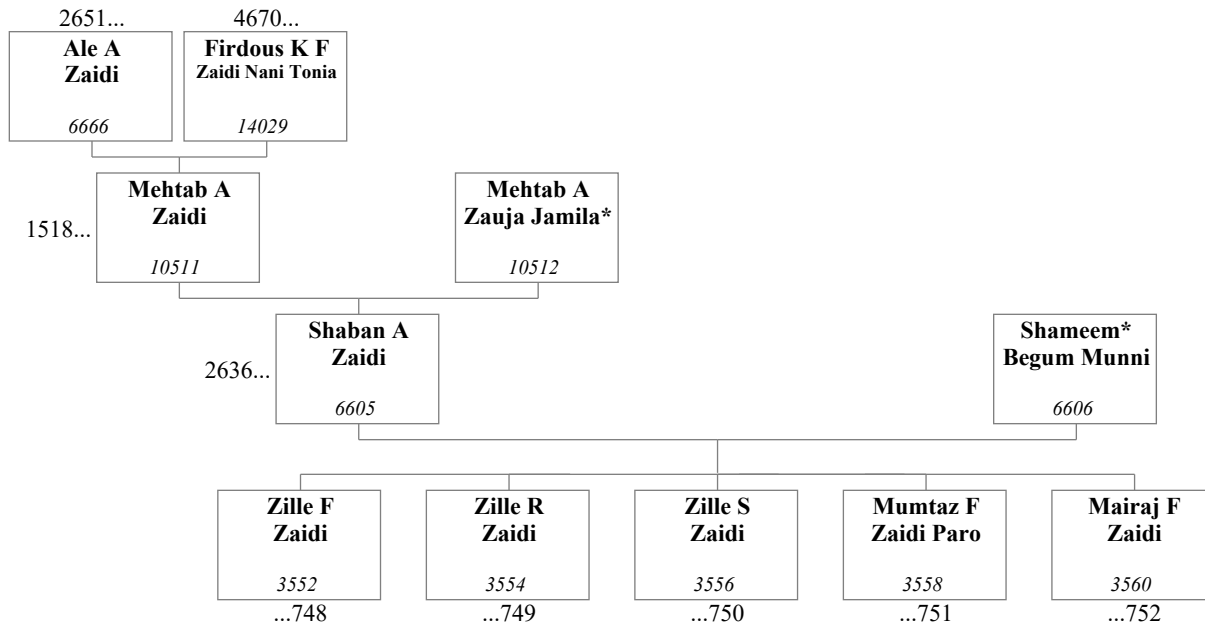 2651...
4670...
Ale A
Zaidi
6666
Firdous K F
Zaidi Nani Tonia
14029
1518...
Mehtab A
Zaidi
10511
Mehtab A
Zauja Jamila*
10512
2636...
Shaban A
Zaidi
6605
Shameem*
Begum Munni
6606
Zille F
Zaidi
3552
...748
Zille R
Zaidi
3554
...749
Zille S
Zaidi
3556
...750
Mumtaz F
Zaidi Paro
3558
...751
Mairaj F
Zaidi
3560
...752